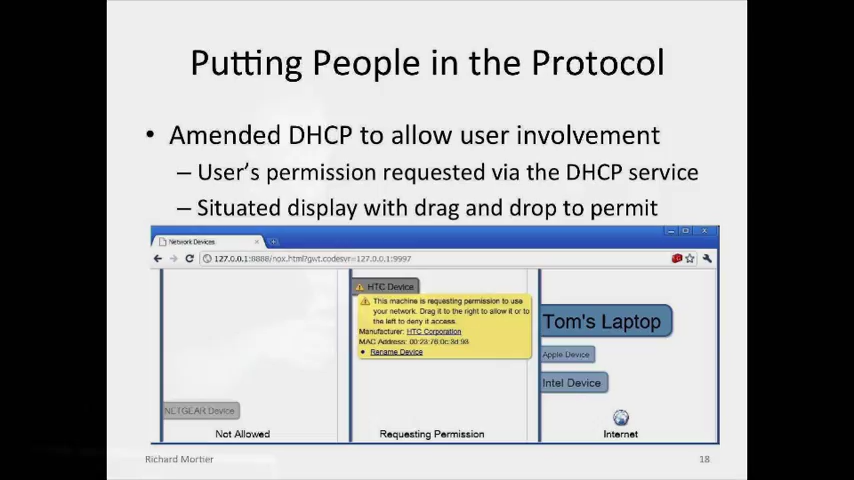 Putting People in the Protocol
• Amended DHCP to allow user involvement
– User's permission requested via the DHCP service
– Situated display with drag and drop to permit
Network Devices
127.0.0.1:8888/nox.html?gwt.codesvr=127.0.0.1:9997
HTC Device
This machine is requesting permission to use
your network. Drag it to the right to allow it or to
the left to deny it access.
Manufacturer: HTC Corporation
MAC Address: 00:23:76:0c:3d:93
• Rename Device
Tom's Laptop
Apple Device
Intel Device
NETGEAR Device
Not Allowed
Requesting Permission
Internet
Richard Mortier
18